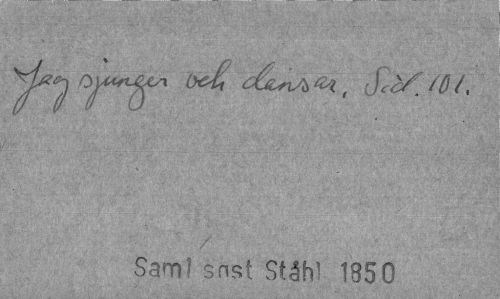 Jag sjunger och dansar. Sid. 101.
Saml snst Ståhl 1850